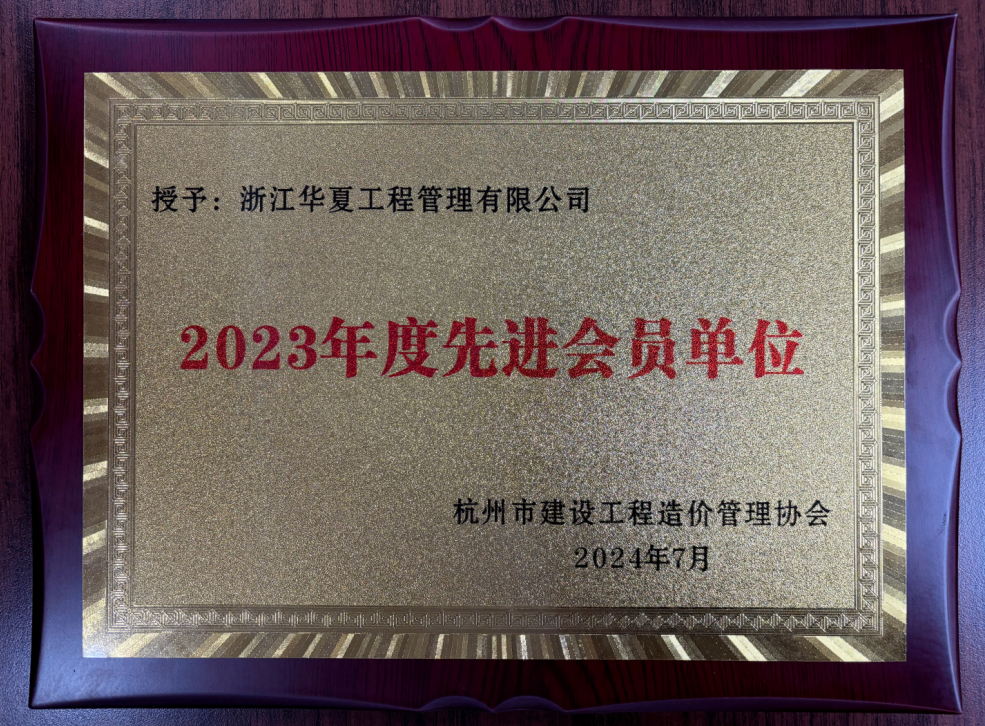 授予：浙江华夏工程管理有限公司
2023年度先进会员单位
杭州市建设工程造价管理协会
2024年7月